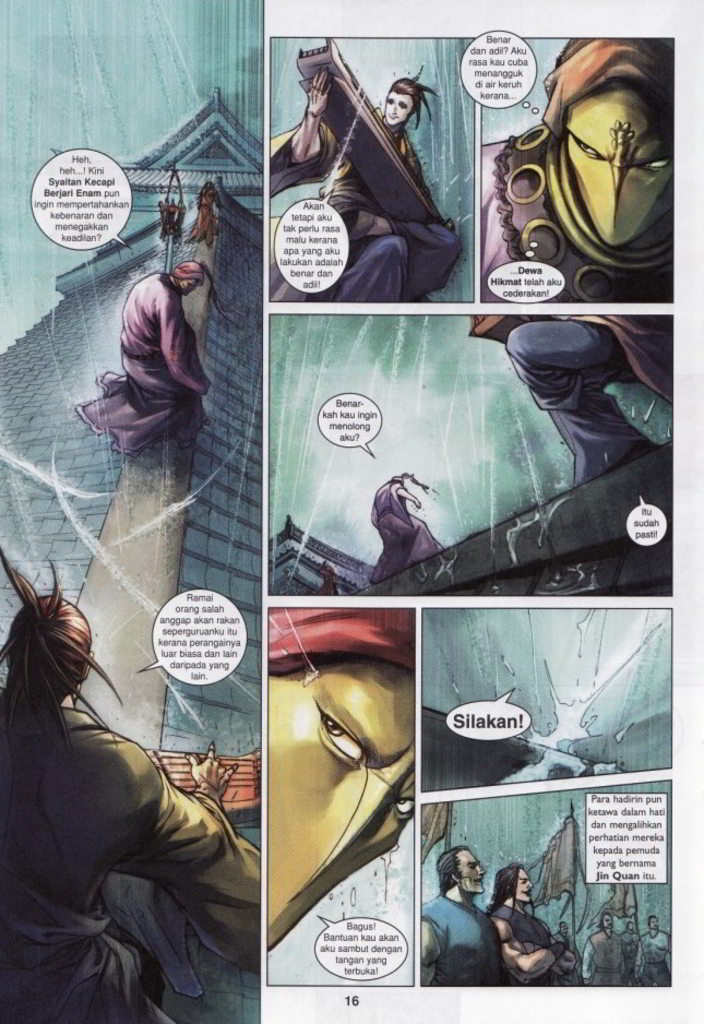 Heh,
heh...! Kini
Syaitan Kecapi
Berjari Enam pun
ingin mempertahankan
kebenaran dan
menegakkan
keadilan?
Ramai
orang salah
anggap akan rakan
seperguruanku itu
kerana perangainya
luar biasa dan lain
daripada yang
lain.
Akan
tetapi aku
tak perlu rasa
malu kerana
apa yang aku
lakukan adalah
benar dan
adil!
Benar
dan adil? Aku
rasa kau cuba
menangguk
di air keruh
kerana...
...Dewa
Hikmat telah aku
cederakan!
Benar-
kah kau ingin
menolong
aku?
Itu
sudah
pasti!
Bagus!
Bantuan kau akan
aku sambut dengan
tangan yang
terbuka!
Silakan!
Para hadirin pun
ketawa dalam hati
dan mengalihkan
perhatian mereka
kepada pemuda
yang bernama
Jin Quan itu.
16